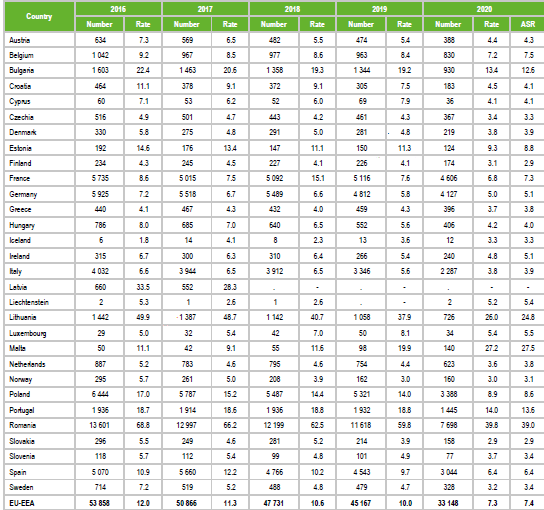 Country 2016 2017 2018 2019 2020
Number Rate Number Rate Number Rate Number Rate Number Rate ASR
Austria 634 7.3 569 6.5 482 5.5 474 5.4 388 4.4 4.3
Belgium 1 042 9.2 967 8.5 977 8.6 963 8.4 830 7.2 7.5
Bulgaria 1 603 22.4 1 463 20.6 1 358 19.3 1 344 19.2 930 13.4 12.6
Croatia 464 11.1 378 9.1 372 9.1 305 7.5 183 4.5 4.1
Cyprus 60 7.1 53 6.2 52 6.0 69 7.9 36 4.1 4.1
Czechia 516 4.9 501 4.7 443 4.2 461 4.3 367 3.4 3.3
Denmark 330 5.8 275 4.8 291 5.0 281 4.8 219 3.8 3.9
Estonia 192 14.6 176 13.4 147 11.1 150 11.3 124 9.3 8.8
Finland 234 4.3 245 4.5 227 4.1 226 4.1 174 3.1 2.9
France 5 735 8.6 5 015 7.5 5 092 15.1 5 116 7.6 4 606 6.8 7.3
Germany 5 925 7.2 5 518 6.7 5 489 6.6 4 812 5.8 4 127 5.0 5.1
Greece 440 4.1 467 4.3 432 4.0 459 4.3 396 3.7 3.8
Hungary 786 8.0 685 7.0 640 6.5 552 5.6 406 4.2 4.0
Iceland 6 1.8 14 4.1 8 2.3 13 3.6 12 3.3 3.3
Ireland 315 6.7 300 6.3 310 6.4 266 5.4 240 4.8 5.1
Italy 4 032 6.6 3 944 6.5 3 912 6.5 3 346 5.6 2 287 3.8 3.9
Latvia 660 33.5 552 28.3 . - . - . - -
Liechtenstein 2 5.3 1 2.6 1 2.6 . - 2 5.2 5.4
Lithuania 1 442 49.9 1 387 48.7 1 142 40.7 1 058 37.9 726 26.0 24.8
Luxembourg 29 5.0 32 5.4 42 7.0 50 8.1 34 5.4 5.5
Malta 50 11.1 42 9.1 55 11.6 98 19.9 140 27.2 27.5
Netherlands 887 5.2 783 4.6 795 4.6 754 4.4 623 3.6 3.8
Norway 295 5.7 261 5.0 208 3.9 162 3.0 160 3.0 3.1
Poland 6 444 17.0 5 787 15.2 5 487 14.4 5 321 14.0 3 388 8.9 8.6
Portugal 1 936 18.7 1 914 18.6 1 936 18.8 1 932 18.8 1 445 14.0 13.6
Romania 13 601 68.8 12 997 66.2 12 199 62.5 11 618 59.8 7 698 39.8 39.0
Slovakia 296 5.5 249 4.6 281 5.2 214 3.9 158 2.9 2.9
Slovenia 118 5.7 112 5.4 99 4.8 101 4.9 77 3.7 3.4
Spain 5 070 10.9 5 660 12.2 4 766 10.2 4 543 9.7 3 044 6.4 6.4
Sweden 714 7.2 519 5.2 488 4.8 479 4.7 328 3.2 3.4
EU-EEA 53 858 12.0 50 866 11.3 47 731 10.6 45 167 10.0 33 148 7.3 7.4